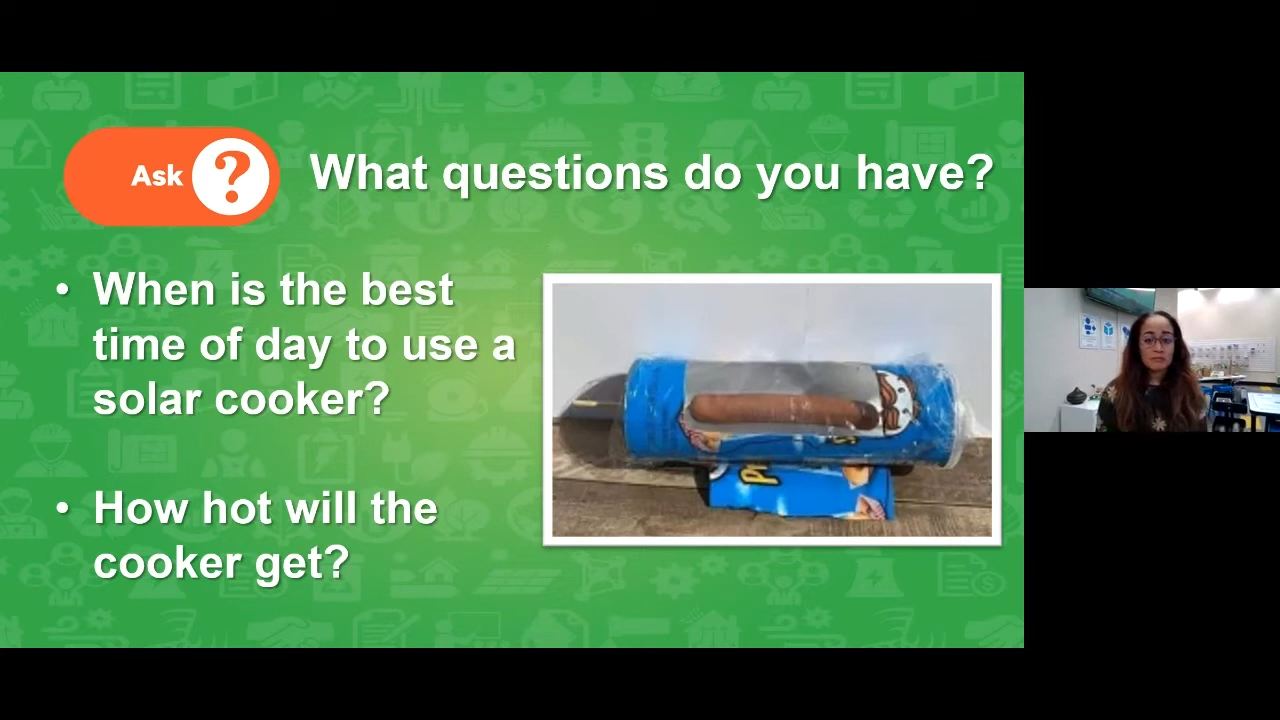 Ask ?
What questions do you have?
• When is the best
time of day to use a
solar cooker?
• How hot will the
cooker get?